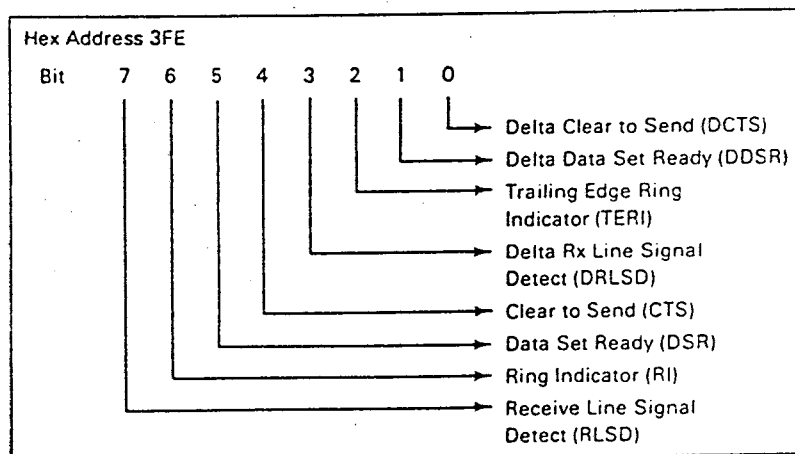 Hex Address 3FE
Bit 7 6 5 4 3 2 1 0
Delta Clear to Send (DCTS)
Delta Data Set Ready (DDSR)
Trailing Edge Ring
Indicator (TERI)
Delta Rx Line Signal
Detect (DRLSD)
Clear to Send (CTS)
Data Set Ready (DSR)
Ring Indicator (RI)
Receive Line Signal
Detect (RLSD)